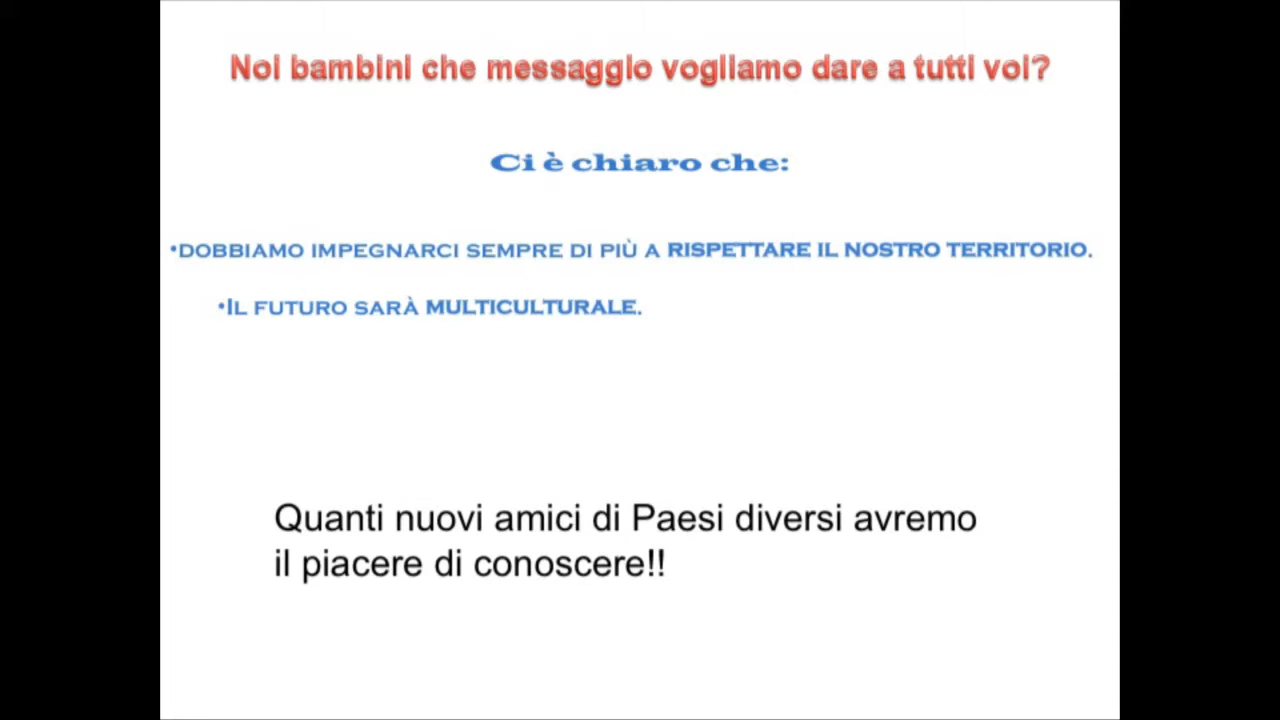 Noi bambini che messaggio vogliamo dare a tutti voi?
Ci è chiaro che:
•DOBBIAMO IMPEGNARCI SEMPRE DI PIÙ A RISPETTARE IL NOSTRO TERRITORIO.
•IL FUTURO SARÀ MULTICULTURALE.
Quanti nuovi amici di Paesi diversi avremo
il piacere di conoscere!!